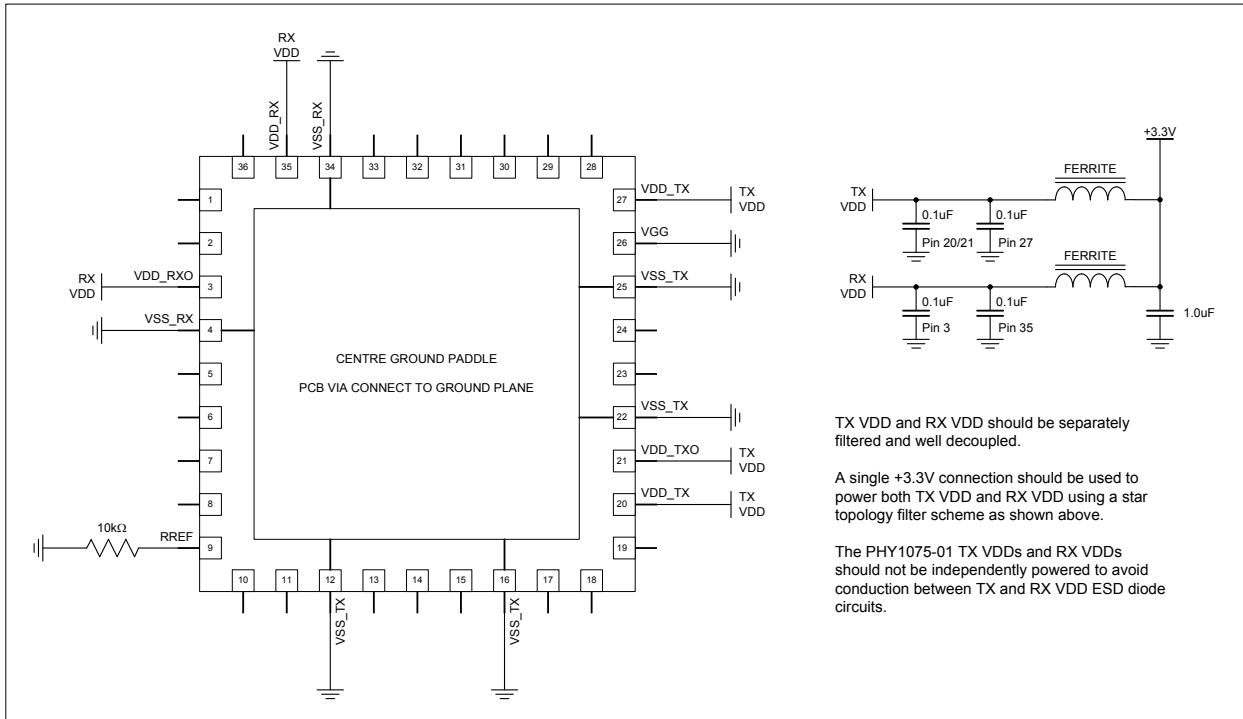 RX
VDD
VDD_RX
VSS_RX
36
35
34
33
32
31
30
29
28
1
2
RX
VDD
VDD_RXO
3
VSS_RX
4
5
6
7
8
10kΩ
RREF
9
10
11
12
13
14
15
16
17
18
VSS_TX
VSS_TX
CENTRE GROUND PADDLE
PCB VIA CONNECT TO GROUND PLANE
27
VDD_TX
TX
VDD
26
VGG
25
VSS_TX
24
23
22
VSS_TX
21
VDD_TXO
TX
VDD
20
VDD_TX
TX
VDD
19
+3.3V
FERRITE
TX
VDD
0.1uF
Pin 20/21
0.1uF
Pin 27
FERRITE
RX
VDD
0.1uF
Pin 3
0.1uF
Pin 35
1.0uF
TX VDD and RX VDD should be separately
filtered and well decoupled.
A single +3.3V connection should be used to
power both TX VDD and RX VDD using a star
topology filter scheme as shown above.
The PHY1075-01 TX VDDs and RX VDDs
should not be independently powered to avoid
conduction between TX and RX VDD ESD diode
circuits.